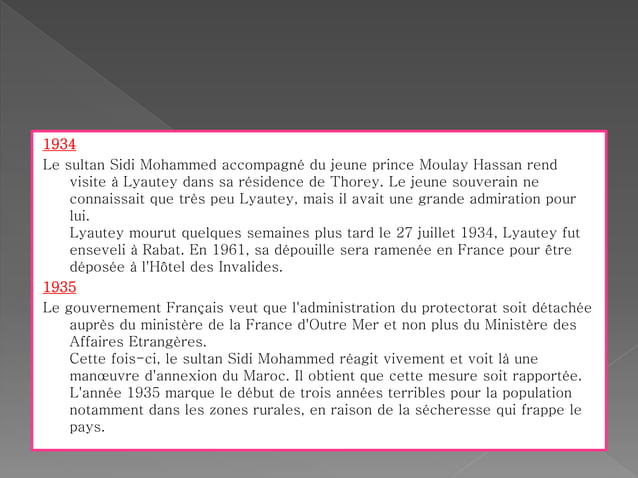 1934
Le sultan Sidi Mohammed accompagné du jeune prince Moulay Hassan rend
visite à Lyautey dans sa résidence de Thorey. Le jeune souverain ne
connaissait que très peu Lyautey, mais il avait une grande admiration pour
lui.
Lyautey mourut quelques semaines plus tard le 27 juillet 1934, Lyautey fut
enseveli à Rabat. En 1961, sa dépouille sera ramenée en France pour être
déposée à l'Hôtel des Invalides.
1935
Le gouvernement Français veut que l'administration du protectorat soit détachée
auprès du ministère de la France d'Outre Mer et non plus du Ministère des
Affaires Etrangères.
Cette fois-ci, le sultan Sidi Mohammed réagit vivement et voit là une
manœuvre d'annexion du Maroc. Il obtient que cette mesure soit rapportée.
L'année 1935 marque le début de trois années terribles pour la population
notamment dans les zones rurales, en raison de la sécheresse qui frappe le
pays.